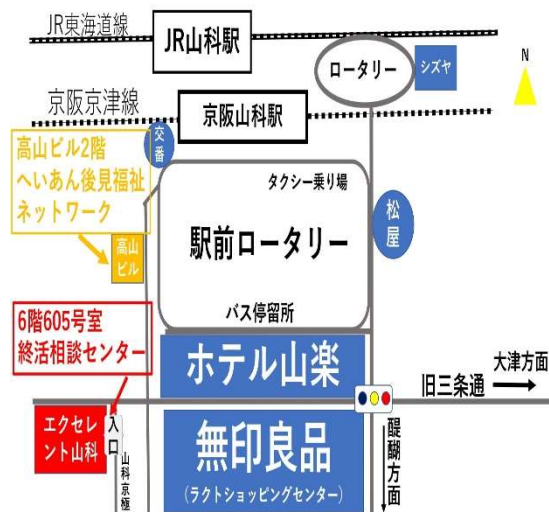 JR東海道線
JR山科駅
ロータリー
シズヤ
N
京阪京津線
京阪山科駅
交番
高山ビル2階
へいあん後見福祉
ネットワーク
タクシー乗り場
松屋
駅前ロータリー
高山
ビル
バス停留所
6階605号室
終活相談センター
ホテル山楽
大津方面
旧三条通
エクセレ
ント山科
入口
山科京極
無印良品
(ラクトショッピングセンター)
醍醐方面